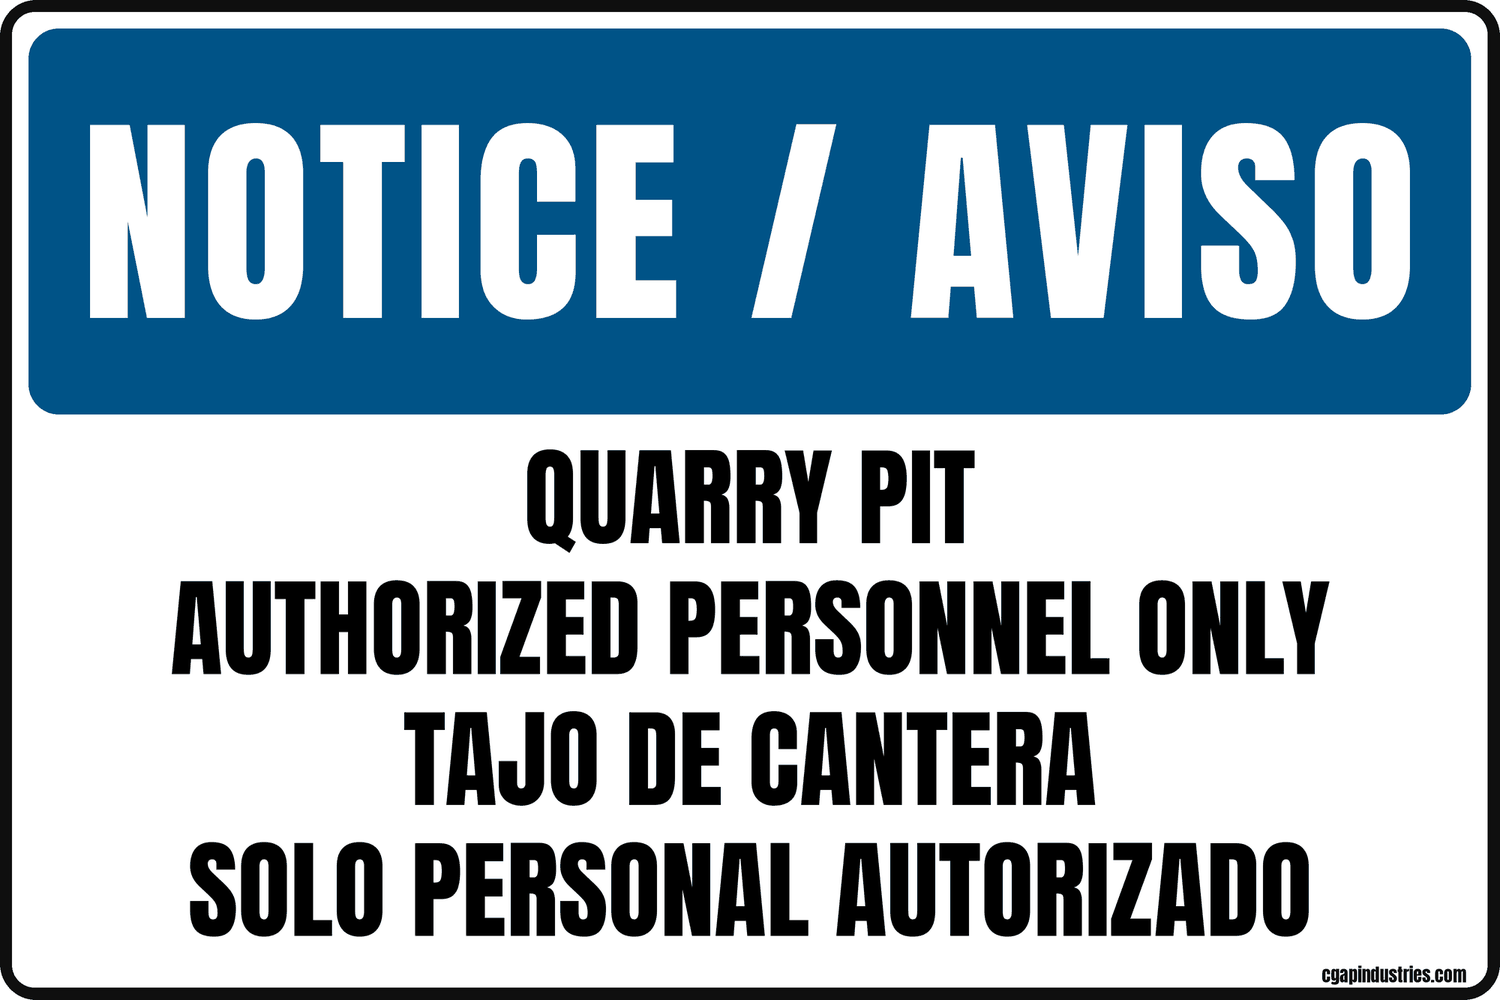 NOTICE / AVISO
QUARRY PIT
AUTHORIZED PERSONNEL ONLY
TAJO DE CANTERA
SOLO PERSONAL AUTORIZADO
cgapindustries.com